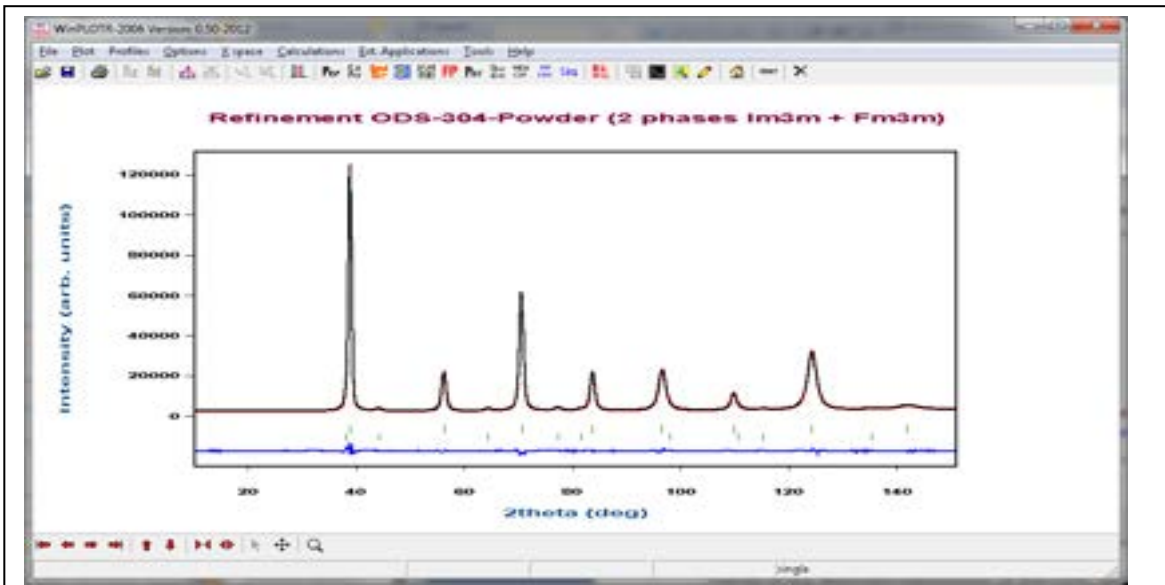 WinPLOTR-2006 Version: 0.50-2012
File Plot Profiles Options X space Calculations Ext. Applications Tools Help
Refinement ODS-304-Powder (2 phases Im3m + Fm3m)
Intensity (arb. units)
120000
100000
80000
60000
40000
20000
0
20 40 60 80 100 120 140
2theta (deg)
single